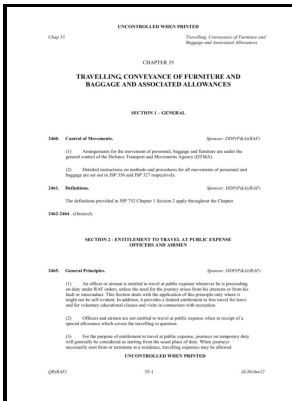 UNCONTROLLED WHEN PRINTED
Chap 35
Travelling, Conveyance of Furniture and
Baggage and Associated Allowances
CHAPTER 35
TRAVELLING, CONVEYANCE OF FURNITURE AND
BAGGAGE AND ASSOCIATED ALLOWANCES
SECTION 1 – GENERAL
2460. Control of Movements. Sponsor: DDP(P&A)(RAF)
(1) Arrangements for the movement of personnel, baggage and furniture are under the
general control of the Defence Transport and Movements Agency (DTMA).
(2) Detailed instructions on methods and procedures for all movements of personnel and
baggage are set out in JSP 356 and JSP 327 respectively.
2461. Definitions. Sponsor: DDP(P&A)(RAF)
The definitions provided in JSP 752 Chapter 1 Section 2 apply throughout the Chapter.
2462-2464 .(Omitted).
SECTION 2 - ENTITLEMENT TO TRAVEL AT PUBLIC EXPENSE
OFFICERS AND AIRMEN
2465. General Principles. Sponsor: DDP(P&A)(RAF)
(1) An officer or airman is entitled to travel at public expense whenever he is proceeding
on duty under RAF orders, unless the need for the journey arises from his interests or from his
fault or misconduct. This Section deals with the application of this principle only where it
might not be self-evident. In addition, it provides a limited entitlement to free travel for leave
and for voluntary educational classes and visits in connection with recreation.
(2) Officers and airmen are not entitled to travel at public expense when in receipt of a
special allowance which covers the travelling in question.
(3) For the purpose of entitlement to travel at public expense, journeys on temporary duty
will generally be considered as starting from the usual place of duty. When journeys
necessarily start from or terminate at a residence, travelling expenses may be allowed
UNCONTROLLED WHEN PRINTED
QR(RAF)
35-1
AL30/Jun12